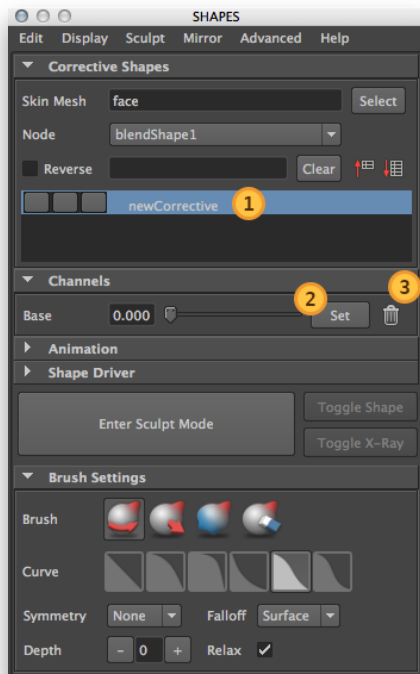 SHAPES
Edit Display Sculpt Mirror Advanced Help
Corrective Shapes
Skin Mesh face Select
Node blendShape1
Reverse Clear
newCorrective 1
Channels
2 3
Base 0.000 Set
Animation
Shape Driver
Enter Sculpt Mode
Toggle Shape
Toggle X-Ray
Brush Settings
Brush
Curve
Symmetry None Falloff Surface
Depth - 0 + Relax